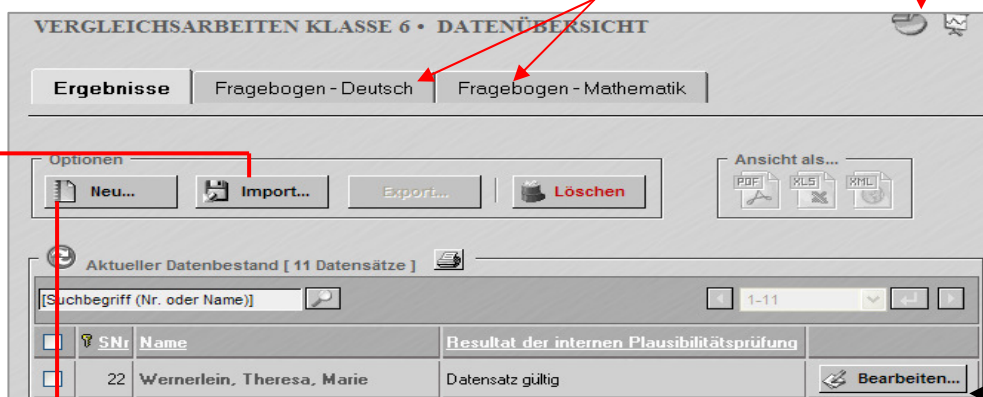 VERGLEICHSARBEITEN KLASSE 6 • DATENÜBERSICHT
Ergebnisse Fragebogen - Deutsch Fragebogen - Mathematik
Optionen Ansicht als...
Neu... Import... Export... Löschen PDF XLS XML
Aktueller Datenbestand [ 11 Datensätze ]
[Suchbegriff (Nr. oder Name)] 1-11
SNr Name Resultat der internen Plausibilitätsprüfung
22 Wernerlein, Theresa, Marie Datensatz gültig Bearbeiten...